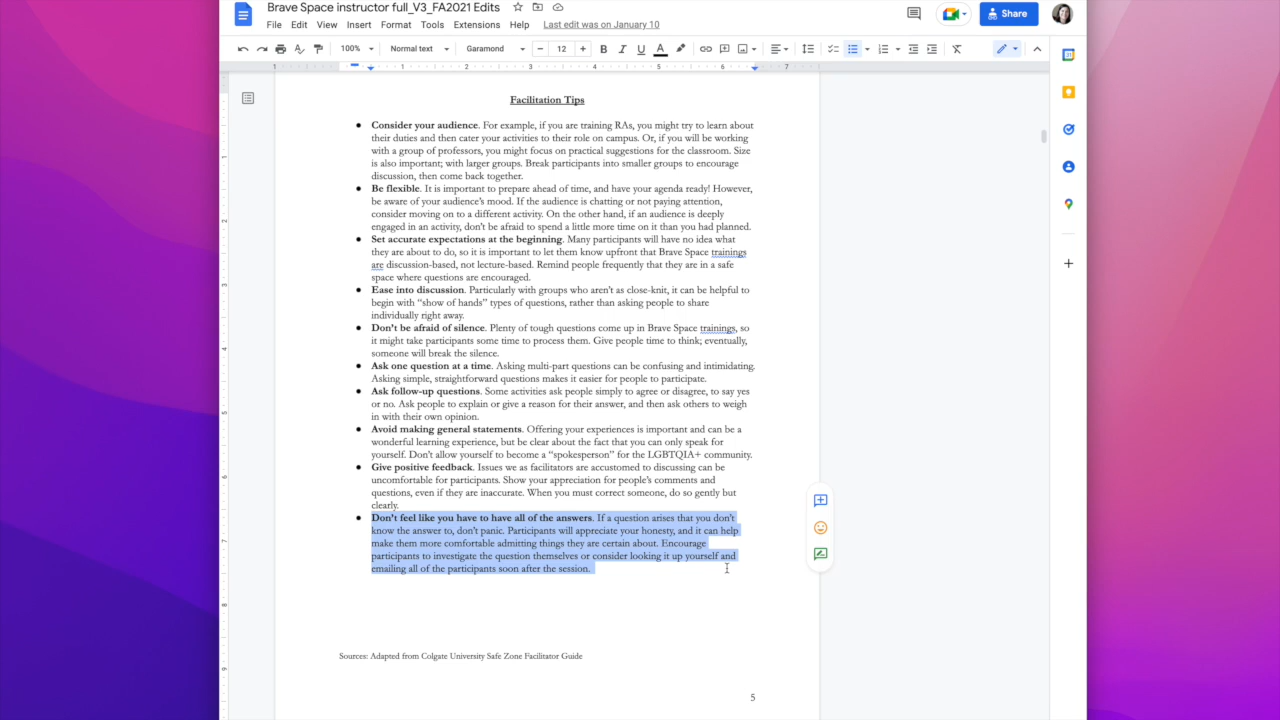 Brave Space instructor full_V3_FA2021 Edits
File Edit View Insert Format Tools Extensions Help Last edit was on January 10
Share
100% Normal text Garamond 12
1 1 2 3 4 5 6 7
Facilitation Tips
● Consider your audience. For example, if you are training RAs, you might try to learn about
their duties and then cater your activities to their role on campus. Or, if you will be working
with a group of professors, you might focus on practical suggestions for the classroom. Size
is also important; with larger groups. Break participants into smaller groups to encourage
discussion, then come back together.
● Be flexible. It is important to prepare ahead of time, and have your agenda ready! However,
be aware of your audience's mood. If the audience is chatting or not paying attention,
consider moving on to a different activity. On the other hand, if an audience is deeply
engaged in an activity, don't be afraid to spend a little more time on it than you had planned.
● Set accurate expectations at the beginning. Many participants will have no idea what
they are about to do, so it is important to let them know upfront that Brave Space trainings
are discussion-based, not lecture-based. Remind people frequently that they are in a safe
space where questions are encouraged.
● Ease into discussion. Particularly with groups who aren't as close-knit, it can be helpful to
begin with “show of hands” types of questions, rather than asking people to share
individually right away.
● Don't be afraid of silence. Plenty of tough questions come up in Brave Space trainings, so
it might take participants some time to process them. Give people time to think; eventually,
someone will break the silence.
● Ask one question at a time. Asking multi-part questions can be confusing and intimidating.
Asking simple, straightforward questions makes it easier for people to participate.
● Ask follow-up questions. Some activities ask people simply to agree or disagree, to say yes
or no. Ask people to explain or give a reason for their answer, and then ask others to weigh
in with their own opinion.
● Avoid making general statements. Offering your experiences is important and can be a
wonderful learning experience, but be clear about the fact that you can only speak for
yourself. Don't allow yourself to become a “spokesperson” for the LGBTQIA+ community.
● Give positive feedback. Issues we as facilitators are accustomed to discussing can be
uncomfortable for participants. Show your appreciation for people's comments and
questions, even if they are inaccurate. When you must correct someone, do so gently but
clearly.
● Don't feel like you have to have all of the answers. If a question arises that you don't
know the answer to, don't panic. Participants will appreciate your honesty, and it can help
make them more comfortable admitting things they are certain about. Encourage
participants to investigate the question themselves or consider looking it up yourself and
emailing all of the participants soon after the session.
Sources: Adapted from Colgate University Safe Zone Facilitator Guide
5